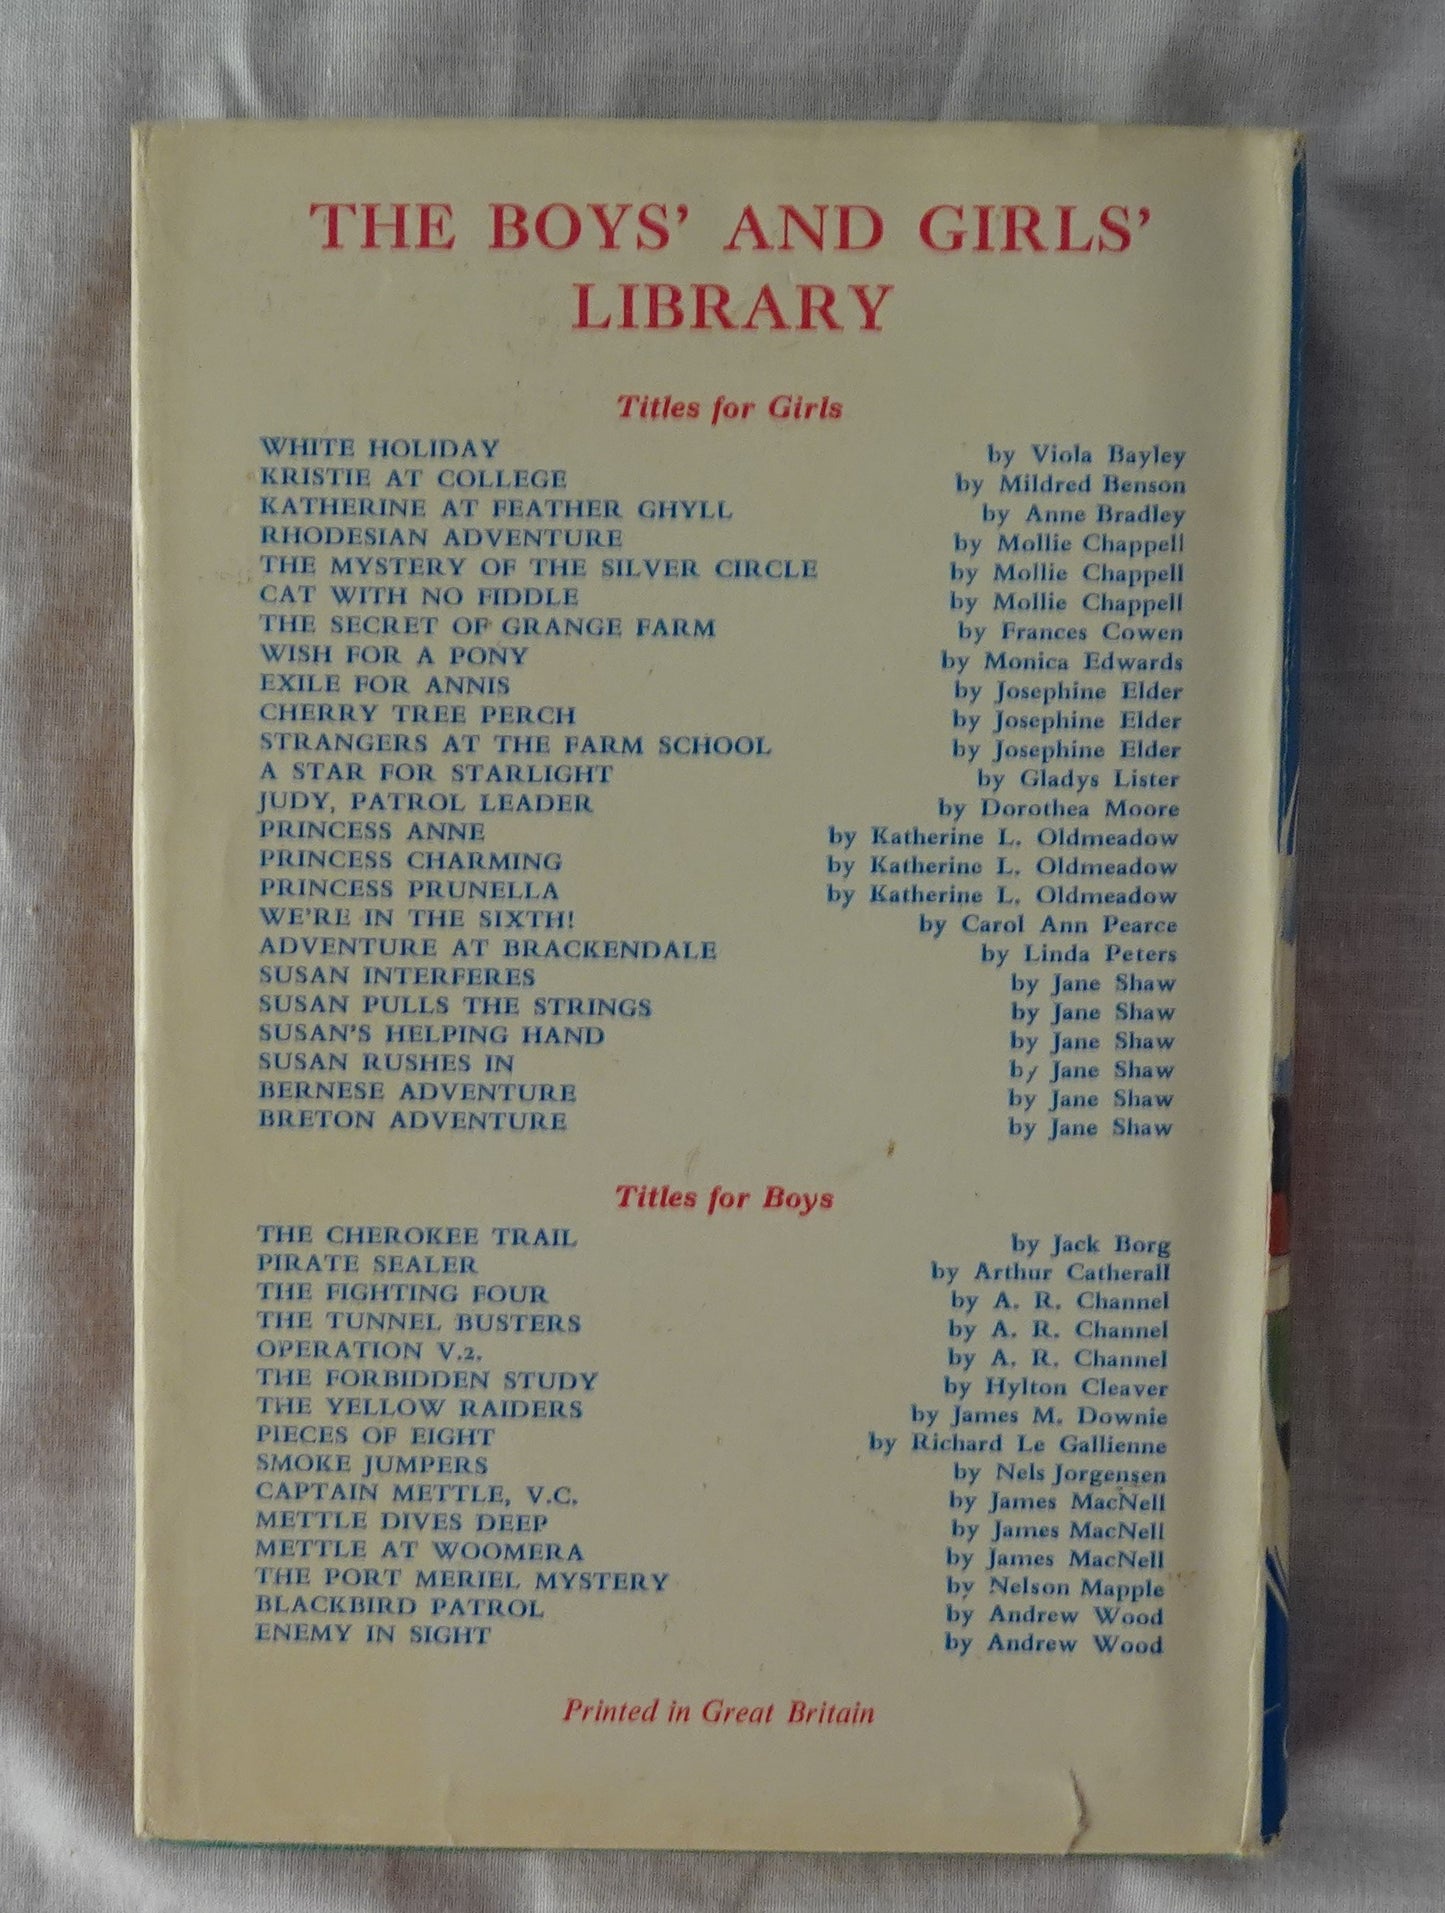 THE BOYS' AND GIRLS'
LIBRARY
Titles for Girls
WHITE HOLIDAY by Viola Bayley
KRISTIE AT COLLEGE by Mildred Benson
KATHERINE AT FEATHER GHYLL by Anne Bradley
RHODESIAN ADVENTURE by Mollie Chappell
THE MYSTERY OF THE SILVER CIRCLE by Mollie Chappell
CAT WITH NO FIDDLE by Mollie Chappell
THE SECRET OF GRANGE FARM by Frances Cowen
WISH FOR A PONY by Monica Edwards
EXILE FOR ANNIS by Josephine Elder
CHERRY TREE PERCH by Josephine Elder
STRANGERS AT THE FARM SCHOOL by Josephine Elder
A STAR FOR STARLIGHT by Gladys Lister
JUDY, PATROL LEADER by Dorothea Moore
PRINCESS ANNE by Katherine L. Oldmeadow
PRINCESS CHARMING by Katherine L. Oldmeadow
PRINCESS PRUNELLA by Katherine L. Oldmeadow
WE'RE IN THE SIXTH! by Carol Ann Pearce
ADVENTURE AT BRACKENDALE by Linda Peters
SUSAN INTERFERES by Jane Shaw
SUSAN PULLS THE STRINGS by Jane Shaw
SUSAN'S HELPING HAND by Jane Shaw
SUSAN RUSHES IN by Jane Shaw
BERNESE ADVENTURE by Jane Shaw
BRETON ADVENTURE by Jane Shaw
Titles for Boys
THE CHEROKEE TRAIL by Jack Borg
PIRATE SEALER by Arthur Catherall
THE FIGHTING FOUR by A. R. Channel
THE TUNNEL BUSTERS by A. R. Channel
OPERATION V.2. by A. R. Channel
THE FORBIDDEN STUDY by Hylton Cleaver
THE YELLOW RAIDERS by James M. Downie
PIECES OF EIGHT by Richard Le Gallienne
SMOKE JUMPERS by Nels Jorgensen
CAPTAIN METTLE, V.C. by James MacNell
METTLE DIVES DEEP by James MacNell
METTLE AT WOOMERA by James MacNell
THE PORT MERIEL MYSTERY by Nelson Mapple
BLACKBIRD PATROL by Andrew Wood
ENEMY IN SIGHT by Andrew Wood
Printed in Great Britain